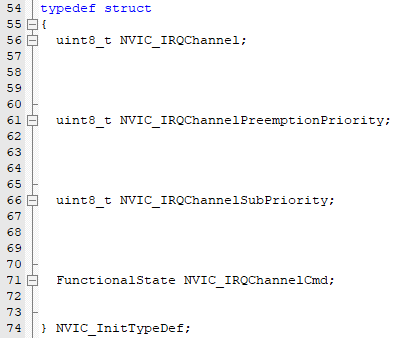 54 typedef struct
55 {
56 uint8_t NVIC_IRQChannel;
57
58
59
60
61 uint8_t NVIC_IRQChannelPreemptionPriority;
62
63
64
65
66 uint8_t NVIC_IRQChannelSubPriority;
67
68
69
70
71 FunctionalState NVIC_IRQChannelCmd;
72
73
74 } NVIC_InitTypeDef;